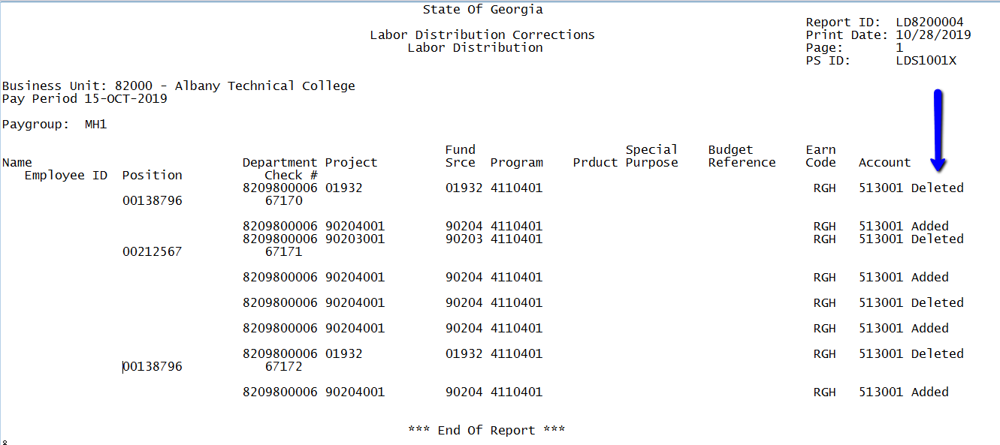 State Of Georgia
Report ID: LD8200004
Labor Distribution Corrections Print Date: 10/28/2019
Labor Distribution Page: 1
PS ID: LDS1001X
Business Unit: 82000 - Albany Technical College
Pay Period 15-OCT-2019
Paygroup: MH1
Fund Special Budget Earn
Name Department Project Srce Program Prduct Purpose Reference Code Account
Employee ID Position Check #
8209800006 01932 01932 4110401 RGH 513001 Deleted
00138796 67170
8209800006 90204001 90204 4110401 RGH 513001 Added
8209800006 90203001 90203 4110401 RGH 513001 Deleted
00212567 67171
8209800006 90204001 90204 4110401 RGH 513001 Added
8209800006 90204001 90204 4110401 RGH 513001 Deleted
8209800006 90204001 90204 4110401 RGH 513001 Added
8209800006 01932 01932 4110401 RGH 513001 Deleted
00138796 67172
8209800006 90204001 90204 4110401 RGH 513001 Added
*** End Of Report ***